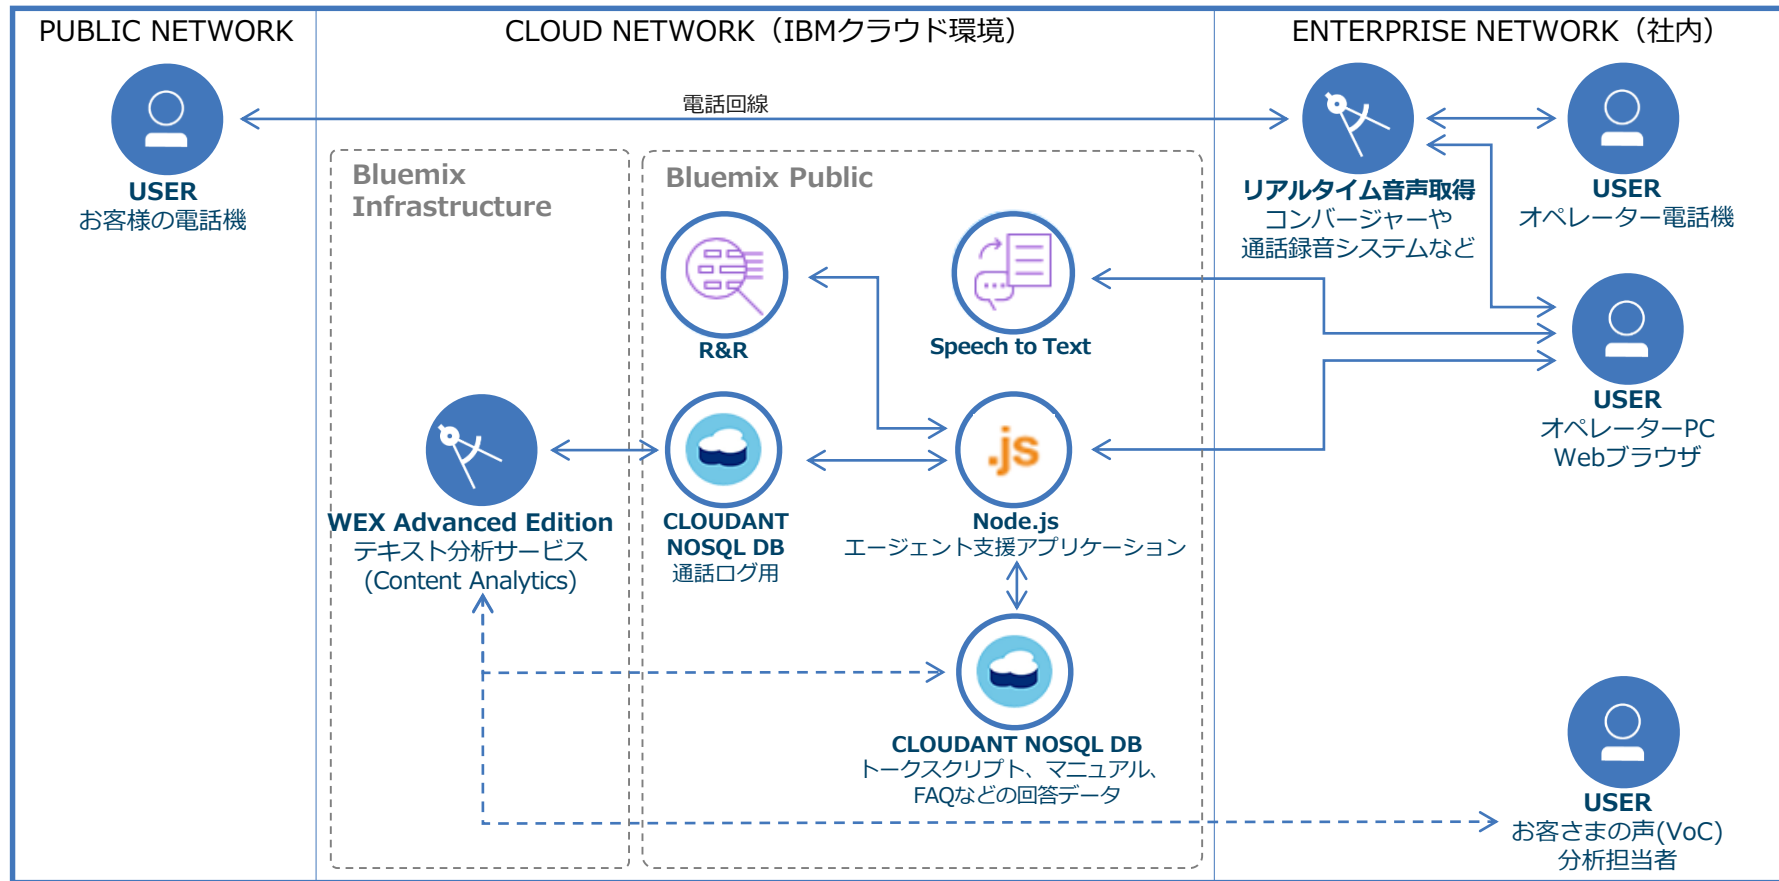 PUBLIC NETWORK
CLOUD NETWORK（IBMクラウド環境）
ENTERPRISE NETWORK（社内）
電話回線
USER
お客様の電話機
Bluemix
Infrastructure
Bluemix Public
リアルタイム音声取得
コンバージャーや
通話録音システムなど
USER
オペレーター電話機
R&R
Speech to Text
USER
オペレーターPC
Webブラウザ
.js
WEX Advanced Edition
テキスト分析サービス
(Content Analytics)
CLOUDANT
NOSQL DB
通話ログ用
Node.js
エージェント支援アプリケーション
CLOUDANT NOSQL DB
トークスクリプト、マニュアル、
FAQなどの回答データ
USER
お客さまの声(VoC)
分析担当者